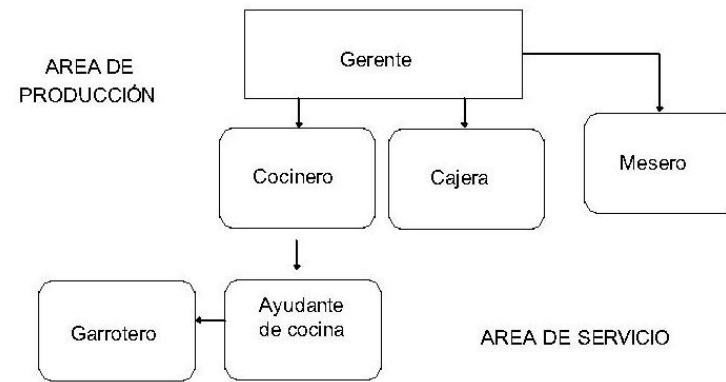 AREA DE
PRODUCCIÓN
Gerente
Cocinero
Cajera
Mesero
Garrotero
Ayudante
de cocina
AREA DE SERVICIO